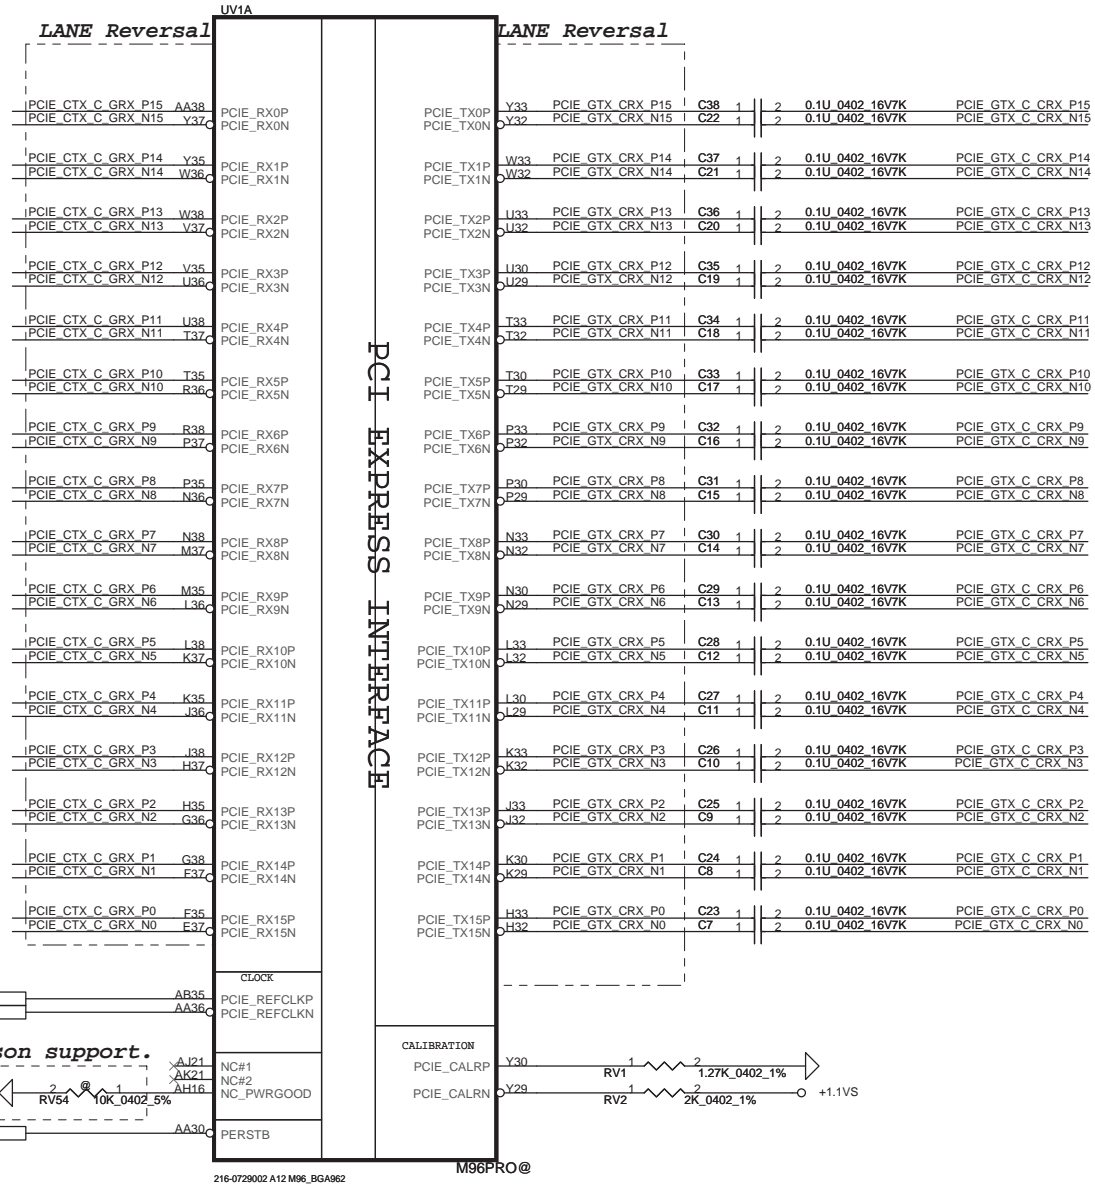 UV1A
LANE Reversal LANE Reversal
PCIE_CTX_C_GRX_P15 AA38 PCIE_RX0P PCIE_TX0P Y33 PCIE_GTX_CRX_P15 C38 1 2 0.1U_0402_16V7K PCIE_GTX_C_CRX_P15
PCIE_CTX_C_GRX_N15 Y37 PCIE_RX0N PCIE_TX0N Y32 PCIE_GTX_CRX_N15 C22 1 2 0.1U_0402_16V7K PCIE_GTX_C_CRX_N15
PCIE_CTX_C_GRX_P14 Y35 PCIE_RX1P PCIE_TX1P W33 PCIE_GTX_CRX_P14 C37 1 2 0.1U_0402_16V7K PCIE_GTX_C_CRX_P14
PCIE_CTX_C_GRX_N14 W36 PCIE_RX1N PCIE_TX1N W32 PCIE_GTX_CRX_N14 C21 1 2 0.1U_0402_16V7K PCIE_GTX_C_CRX_N14
PCIE_CTX_C_GRX_P13 W38 PCIE_RX2P PCIE_TX2P U33 PCIE_GTX_CRX_P13 C36 1 2 0.1U_0402_16V7K PCIE_GTX_C_CRX_P13
PCIE_CTX_C_GRX_N13 V37 PCIE_RX2N PCIE_TX2N U32 PCIE_GTX_CRX_N13 C20 1 2 0.1U_0402_16V7K PCIE_GTX_C_CRX_N13
PCIE_CTX_C_GRX_P12 V35 PCIE_RX3P PCIE_TX3P U30 PCIE_GTX_CRX_P12 C35 1 2 0.1U_0402_16V7K PCIE_GTX_C_CRX_P12
PCIE_CTX_C_GRX_N12 U36 PCIE_RX3N PCIE_TX3N U29 PCIE_GTX_CRX_N12 C19 1 2 0.1U_0402_16V7K PCIE_GTX_C_CRX_N12
PCIE_CTX_C_GRX_P11 U38 PCIE_RX4P PCIE_TX4P T33 PCIE_GTX_CRX_P11 C34 1 2 0.1U_0402_16V7K PCIE_GTX_C_CRX_P11
PCIE_CTX_C_GRX_N11 T37 PCIE_RX4N PCIE_TX4N T32 PCIE_GTX_CRX_N11 C18 1 2 0.1U_0402_16V7K PCIE_GTX_C_CRX_N11
PCIE_CTX_C_GRX_P10 T35 PCIE_RX5P PCIE_TX5P T30 PCIE_GTX_CRX_P10 C33 1 2 0.1U_0402_16V7K PCIE_GTX_C_CRX_P10
PCIE_CTX_C_GRX_N10 R36 PCIE_RX5N PCIE_TX5N T29 PCIE_GTX_CRX_N10 C17 1 2 0.1U_0402_16V7K PCIE_GTX_C_CRX_N10
PCIE_CTX_C_GRX_P9 R38 PCIE_RX6P PCIE_TX6P P33 PCIE_GTX_CRX_P9 C32 1 2 0.1U_0402_16V7K PCIE_GTX_C_CRX_P9
PCIE_CTX_C_GRX_N9 P37 PCIE_RX6N PCIE_TX6N P32 PCIE_GTX_CRX_N9 C16 1 2 0.1U_0402_16V7K PCIE_GTX_C_CRX_N9
PCIE_CTX_C_GRX_P8 P35 PCIE_RX7P PCIE_TX7P P30 PCIE_GTX_CRX_P8 C31 1 2 0.1U_0402_16V7K PCIE_GTX_C_CRX_P8
PCIE_CTX_C_GRX_N8 N36 PCIE_RX7N PCIE_TX7N P29 PCIE_GTX_CRX_N8 C15 1 2 0.1U_0402_16V7K PCIE_GTX_C_CRX_N8
PCIE_CTX_C_GRX_P7 N38 PCIE_RX8P PCIE_TX8P N33 PCIE_GTX_CRX_P7 C30 1 2 0.1U_0402_16V7K PCIE_GTX_C_CRX_P7
PCIE_CTX_C_GRX_N7 M37 PCIE_RX8N PCIE_TX8N N32 PCIE_GTX_CRX_N7 C14 1 2 0.1U_0402_16V7K PCIE_GTX_C_CRX_N7
PCIE_CTX_C_GRX_P6 M35 PCIE_RX9P PCIE_TX9P N30 PCIE_GTX_CRX_P6 C29 1 2 0.1U_0402_16V7K PCIE_GTX_C_CRX_P6
PCIE_CTX_C_GRX_N6 L36 PCIE_RX9N PCIE_TX9N N29 PCIE_GTX_CRX_N6 C13 1 2 0.1U_0402_16V7K PCIE_GTX_C_CRX_N6
PCIE_CTX_C_GRX_P5 L38 PCIE_RX10P PCIE_TX10P L33 PCIE_GTX_CRX_P5 C28 1 2 0.1U_0402_16V7K PCIE_GTX_C_CRX_P5
PCIE_CTX_C_GRX_N5 K37 PCIE_RX10N PCIE_TX10N L32 PCIE_GTX_CRX_N5 C12 1 2 0.1U_0402_16V7K PCIE_GTX_C_CRX_N5
PCIE_CTX_C_GRX_P4 K35 PCIE_RX11P PCIE_TX11P L30 PCIE_GTX_CRX_P4 C27 1 2 0.1U_0402_16V7K PCIE_GTX_C_CRX_P4
PCIE_CTX_C_GRX_N4 J36 PCIE_RX11N PCIE_TX11N L29 PCIE_GTX_CRX_N4 C11 1 2 0.1U_0402_16V7K PCIE_GTX_C_CRX_N4
PCIE_CTX_C_GRX_P3 J38 PCIE_RX12P PCIE_TX12P K33 PCIE_GTX_CRX_P3 C26 1 2 0.1U_0402_16V7K PCIE_GTX_C_CRX_P3
PCIE_CTX_C_GRX_N3 H37 PCIE_RX12N PCIE_TX12N K32 PCIE_GTX_CRX_N3 C10 1 2 0.1U_0402_16V7K PCIE_GTX_C_CRX_N3
PCIE_CTX_C_GRX_P2 H35 PCIE_RX13P PCIE_TX13P J33 PCIE_GTX_CRX_P2 C25 1 2 0.1U_0402_16V7K PCIE_GTX_C_CRX_P2
PCIE_CTX_C_GRX_N2 G36 PCIE_RX13N PCIE_TX13N J32 PCIE_GTX_CRX_N2 C9 1 2 0.1U_0402_16V7K PCIE_GTX_C_CRX_N2
PCIE_CTX_C_GRX_P1 G38 PCIE_RX14P PCIE_TX14P K30 PCIE_GTX_CRX_P1 C24 1 2 0.1U_0402_16V7K PCIE_GTX_C_CRX_P1
PCIE_CTX_C_GRX_N1 F37 PCIE_RX14N PCIE_TX14N K29 PCIE_GTX_CRX_N1 C8 1 2 0.1U_0402_16V7K PCIE_GTX_C_CRX_N1
PCIE_CTX_C_GRX_P0 F35 PCIE_RX15P PCIE_TX15P H33 PCIE_GTX_CRX_P0 C23 1 2 0.1U_0402_16V7K PCIE_GTX_C_CRX_P0
PCIE_CTX_C_GRX_N0 E37 PCIE_RX15N PCIE_TX15N H32 PCIE_GTX_CRX_N0 C7 1 2 0.1U_0402_16V7K PCIE_GTX_C_CRX_N0
PCI EXPRESS INTERFACE
CLOCK
AB35 PCIE_REFCLKP
AA36 PCIE_REFCLKN
son support.
CALIBRATION
AJ21 NC#1 PCIE_CALRP Y30 RV1 1 2 1.27K_0402_1%
AK21 NC#2
2 @ 1 RV54 10K_0402_5% AH16 NC_PWRGOOD PCIE_CALRN Y29 RV2 1 2 2K_0402_1% +1.1VS
AA30 PERSTB
M96PRO@
216-0729002 A12 M96_BGA962